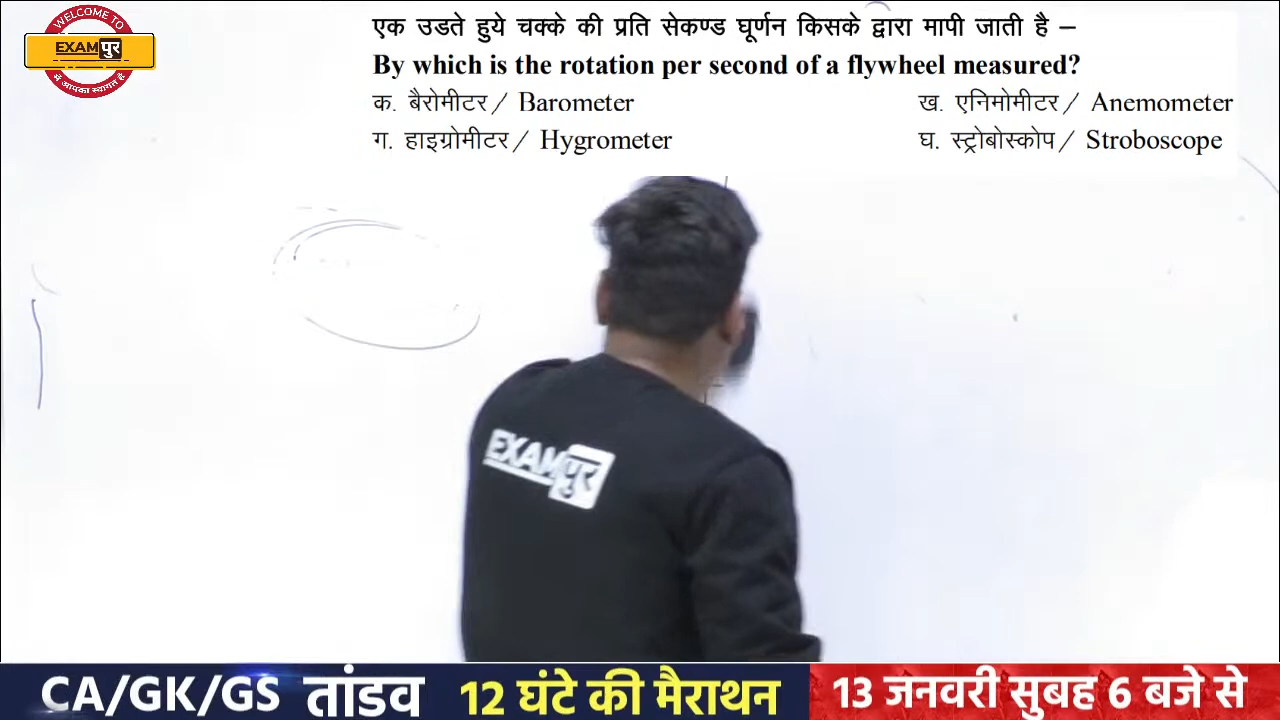 WELCOME TO
EXAMपुर
में आपका स्वागत है
एक उडते हुये चक्के की प्रति सेकण्ड घूर्णन किसके द्वारा मापी जाती है –
By which is the rotation per second of a flywheel measured?
क. बैरोमीटर / Barometer ख. एनिमोमीटर / Anemometer
ग. हाइग्रोमीटर / Hygrometer घ. स्ट्रोबोस्कोप / Stroboscope
EXAMपुर
CA/GK/GS तांडव 12 घंटे की मैराथन 13 जनवरी सुबह 6 बजे से